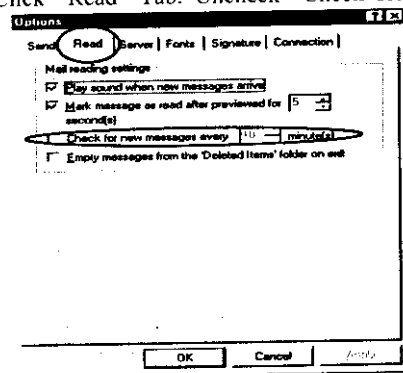 Click "Read" Tab. Uncheck "Check
Options
Send Read Server Fonts Signature Connection
Mail reading settings
Play sound when new messages arrive
Mark message as read after previewed for 5
second(s)
Check for new messages every 10 minute(s)
Empty messages from the 'Deleted Items' folder on exit
OK Cancel Apply